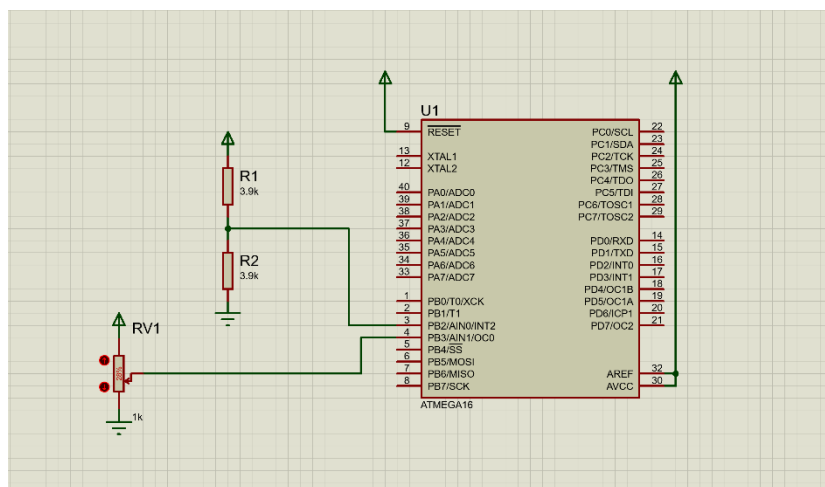 U1
9 RESET
13 XTAL1
12 XTAL2
40 PA0/ADC0
39 PA1/ADC1
38 PA2/ADC2
37 PA3/ADC3
36 PA4/ADC4
35 PA5/ADC5
34 PA6/ADC6
33 PA7/ADC7
1 PB0/T0/XCK
2 PB1/T1
3 PB2/AIN0/INT2
4 PB3/AIN1/OC0
5 PB4/SS
6 PB5/MOSI
7 PB6/MISO
8 PB7/SCK
PC0/SCL 22
PC1/SDA 23
PC2/TCK 24
PC3/TMS 25
PC4/TDO 26
PC5/TDI 27
PC6/TOSC1 28
PC7/TOSC2 29
PD0/RXD 14
PD1/TXD 15
PD2/INT0 16
PD3/INT1 17
PD4/OC1B 18
PD5/OC1A 19
PD6/ICP1 20
PD7/OC2 21
AREF 32
AVCC 30
ATMEGA16
R1
3.9k
R2
3.9k
RV1
28%
1k